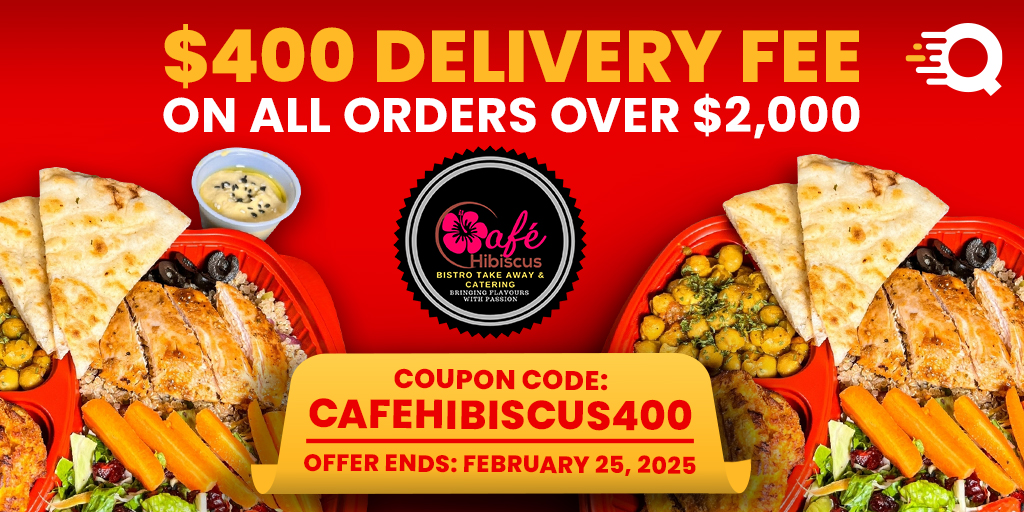 $400 DELIVERY FEE
ON ALL ORDERS OVER $2,000
Q
Café
Hibiscus
BISTRO TAKE AWAY &
CATERING
BRINGING FLAVOURS
WITH PASSION
COUPON CODE:
CAFEHIBISCUS400
OFFER ENDS: FEBRUARY 25, 2025